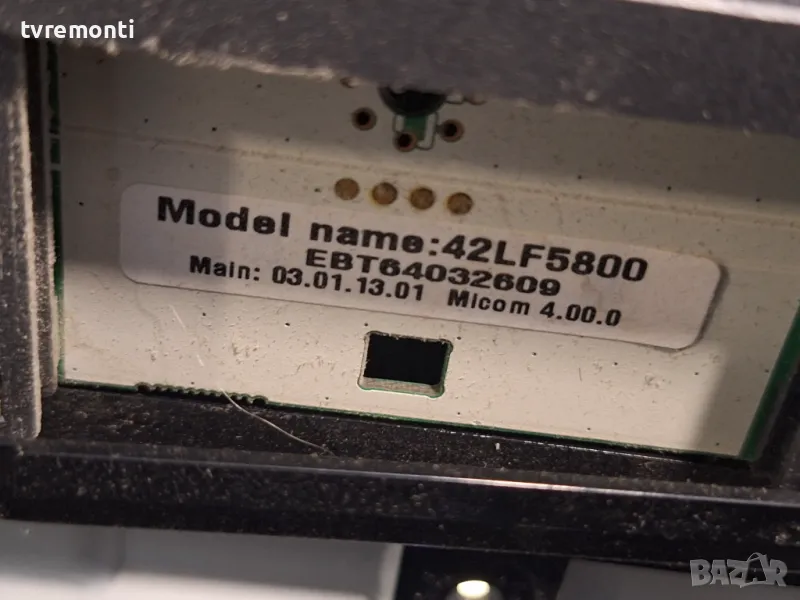 tvremonti
Model name:42LF5800
EBT64032609
Main: 03.01.13.01 Micom 4.00.0
BAZAR